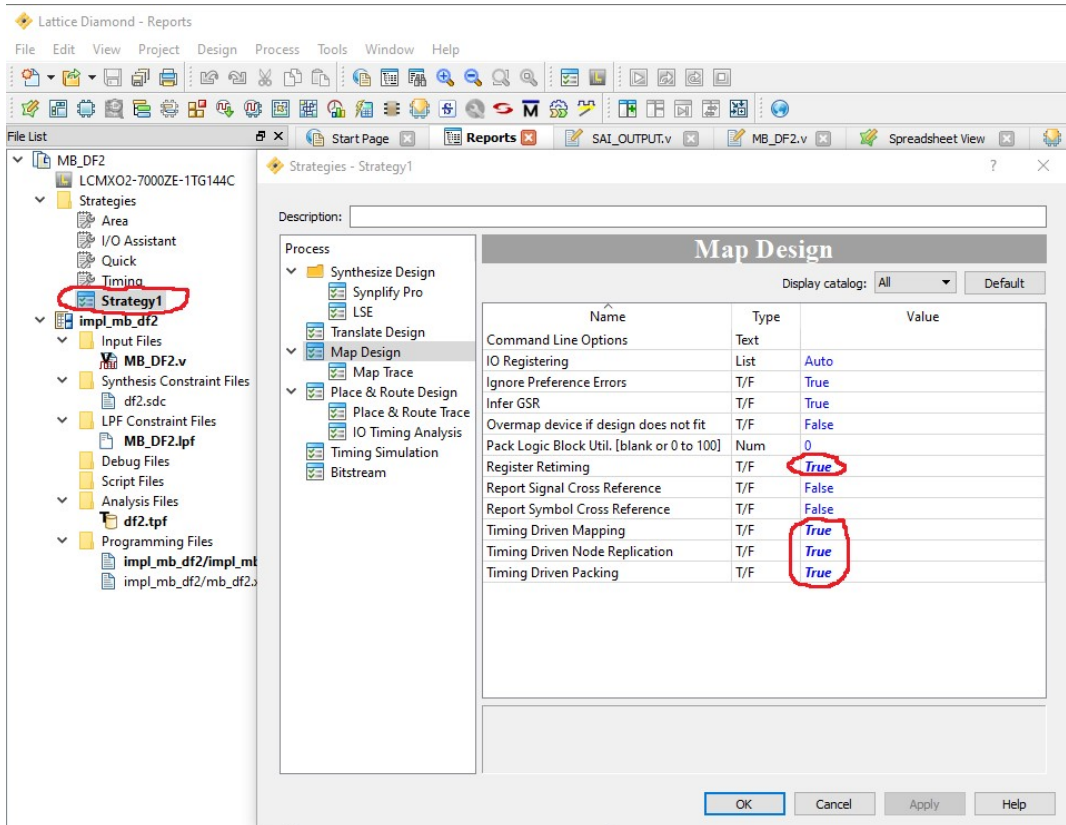 Lattice Diamond - Reports
File Edit View Project Design Process Tools Window Help
File List
Start Page
Reports
SAI_OUTPUT.v
MB_DF2.v
Spreadsheet View
MB_DF2
LCMXO2-7000ZE-1TG144C
Strategies
Area
I/O Assistant
Quick
Timing
Strategy1
impl_mb_df2
Input Files
MB_DF2.v
Synthesis Constraint Files
df2.sdc
LPF Constraint Files
MB_DF2.lpf
Debug Files
Script Files
Analysis Files
df2.tpf
Programming Files
impl_mb_df2/impl_mb
impl_mb_df2/mb_df2.x
Strategies - Strategy1
? ×
Description:
Process
Synthesize Design
Synplify Pro
LSE
Translate Design
Map Design
Map Trace
Place & Route Design
Place & Route Trace
IO Timing Analysis
Timing Simulation
Bitstream
Map Design
Display catalog: All Default
Name Type Value
Command Line Options Text
IO Registering List Auto
Ignore Preference Errors T/F True
Infer GSR T/F True
Overmap device if design does not fit T/F False
Pack Logic Block Util. [blank or 0 to 100] Num 0
Register Retiming T/F True
Report Signal Cross Reference T/F False
Report Symbol Cross Reference T/F False
Timing Driven Mapping T/F True
Timing Driven Node Replication T/F True
Timing Driven Packing T/F True
OK Cancel Apply Help